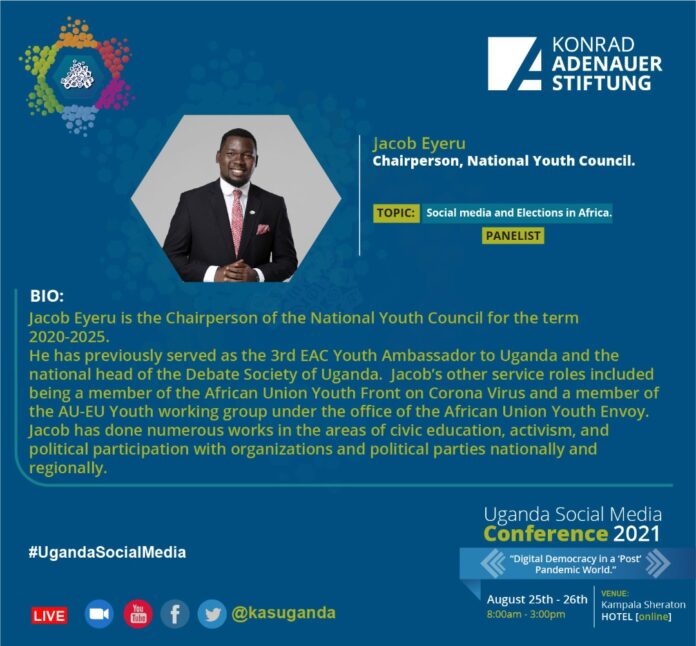 KONRAD
ADENAUER
STIFTUNG
Jacob Eyeru
Chairperson, National Youth Council.
TOPIC: Social media and Elections in Africa.
PANELIST
BIO:
Jacob Eyeru is the Chairperson of the National Youth Council for the term
2020-2025.
He has previously served as the 3rd EAC Youth Ambassador to Uganda and the
national head of the Debate Society of Uganda. Jacob's other service roles included
being a member of the African Union Youth Front on Corona Virus and a member of
the AU-EU Youth working group under the office of the African Union Youth Envoy.
Jacob has done numerous works in the areas of civic education, activism, and
political participation with organizations and political parties nationally and
regionally.
Uganda Social Media
Conference 2021
"Digital Democracy in a 'Post'
Pandemic World."
August 25th - 26th
8:00am - 3:00pm
VENUE:
Kampala Sheraton
HOTEL [online]
#UgandaSocialMedia
LIVE
You
Tube
f
@kasuganda